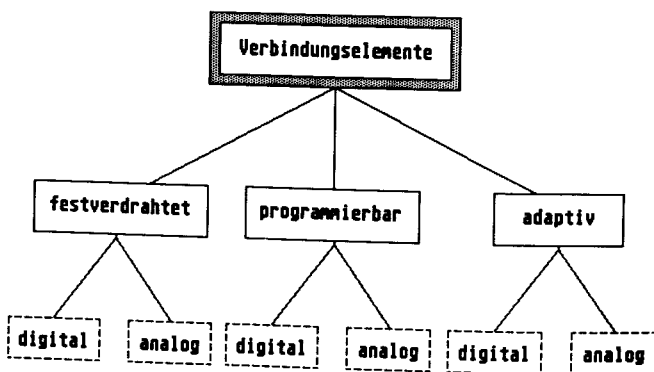 Verbindungselemente
festverdrahtet
programmierbar
adaptiv
digital
analog
digital
analog
digital
analog